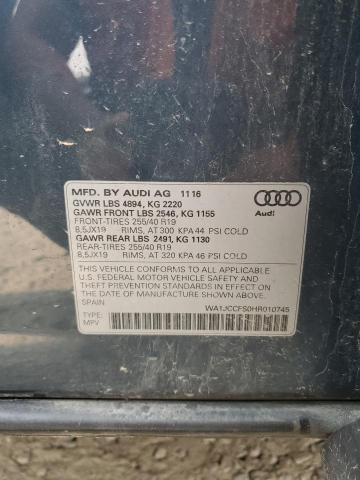 MFD. BY AUDI AG 11 16
GVWR LBS 4894, KG 2220
GAWR FRONT LBS 2546, KG 1155
FRONT-TIRES 255/40 R19
8,5JX19 RIMS, AT 300 KPA 44 PSI COLD
GAWR REAR LBS 2491, KG 1130
REAR-TIRES 255/40 R19
8,5JX19 RIMS, AT 320 KPA 46 PSI COLD
Audi
THIS VEHICLE CONFORMS TO ALL APPLICABLE
U.S. FEDERAL MOTOR VEHICLE SAFETY AND
THEFT PREVENTION STANDARDS IN EFFECT
ON THE DATE OF MANUFACTURE SHOWN ABOVE.
SPAIN
WA1JCCFS0HR010745
TYPE:
MPV